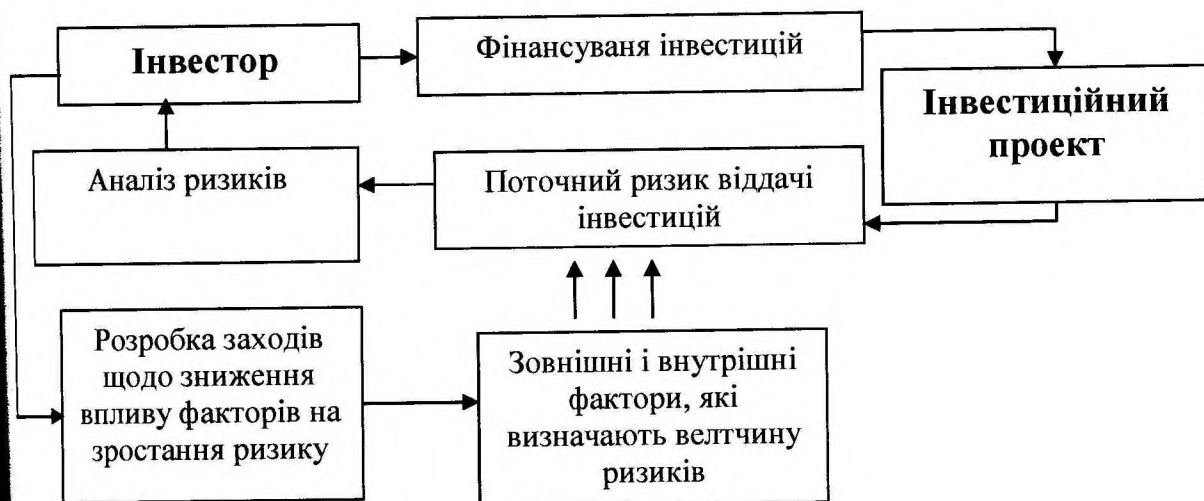 Інвестор
Фінансуваня інвестицій
Інвестиційний
проект
Аналіз ризиків
Поточний ризик віддачі
інвестицій
Розробка заходів
щодо зниження
впливу факторів на
зростання ризику
Зовнішні і внутрішні
фактори, які
визначають велтчину
ризиків